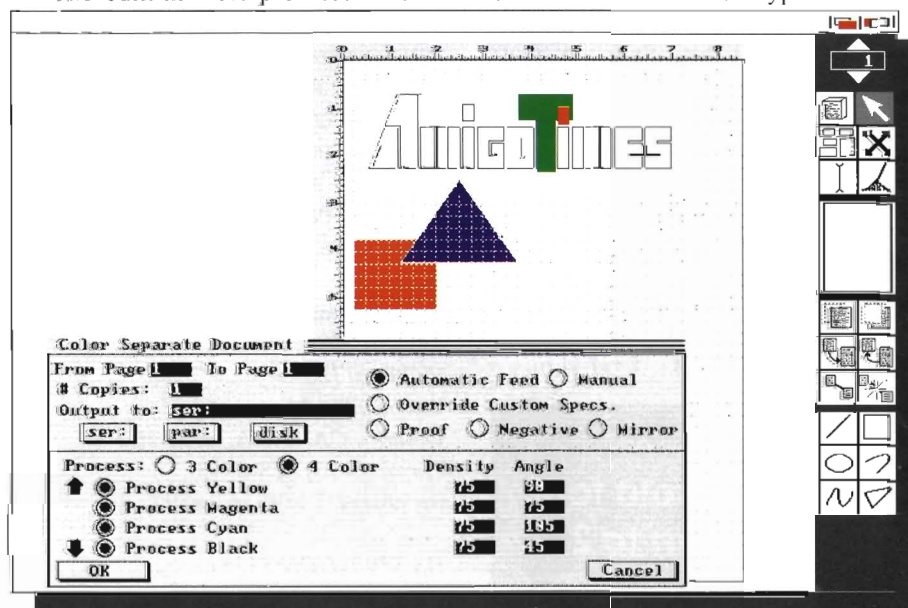 1
AmigoTimes
Color Separate Document
From Page 1 To Page 1
# Copies: 1
Output to: ser:
ser: par: disk
Automatic Feed Manual
Override Custom Specs.
Proof Negative Mirror
Process: 3 Color 4 Color Density Angle
Process Yellow 75 90
Process Magenta 75 75
Process Cyan 75 105
Process Black 75 45
OK Cancel